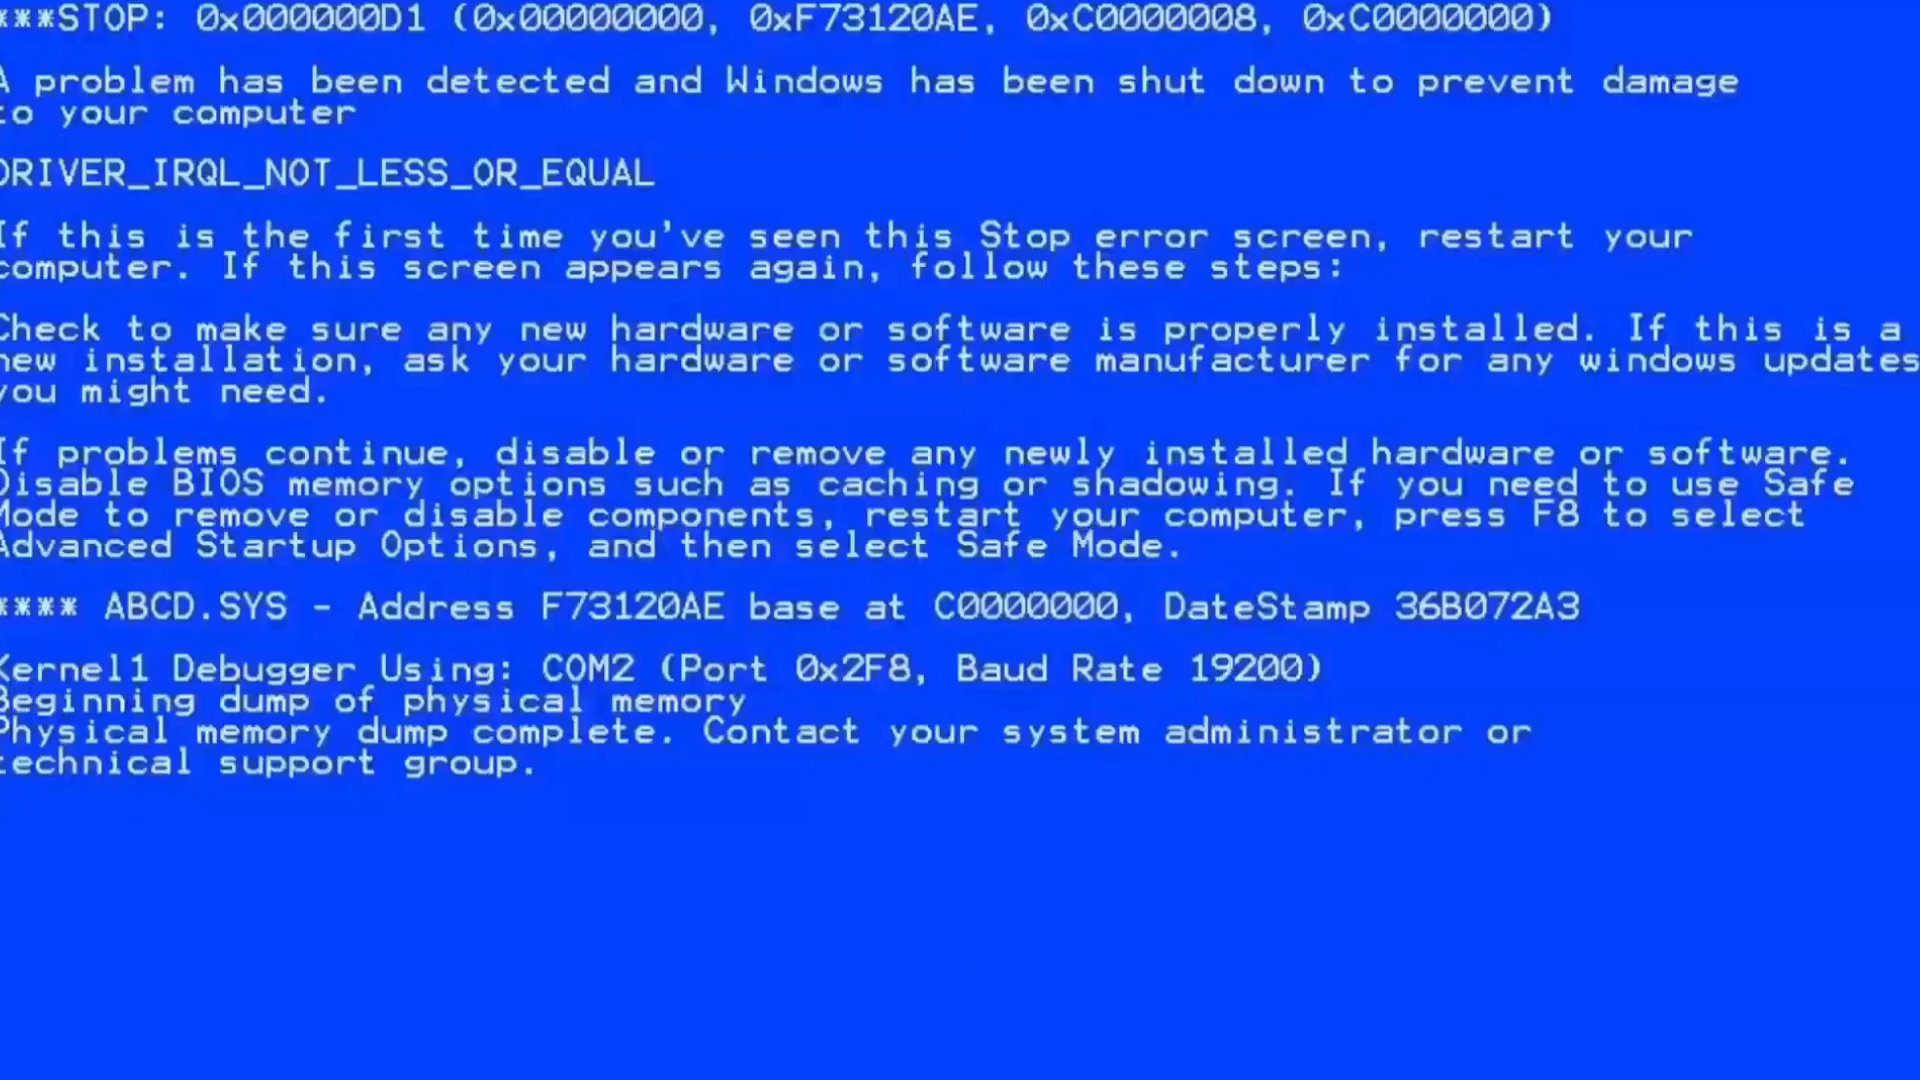 ***STOP: 0x000000D1 (0x00000000, 0xF73120AE, 0xC0000008, 0xC0000000)
A problem has been detected and Windows has been shut down to prevent damage
to your computer
DRIVER_IRQL_NOT_LESS_OR_EQUAL
If this is the first time you've seen this Stop error screen, restart your
computer. If this screen appears again, follow these steps:
Check to make sure any new hardware or software is properly installed. If this is a
new installation, ask your hardware or software manufacturer for any windows updates
you might need.
If problems continue, disable or remove any newly installed hardware or software.
Disable BIOS memory options such as caching or shadowing. If you need to use Safe
Mode to remove or disable components, restart your computer, press F8 to select
Advanced Startup Options, and then select Safe Mode.
**** ABCD.SYS - Address F73120AE base at C0000000, DateStamp 36B072A3
Kernel1 Debugger Using: COM2 (Port 0x2F8, Baud Rate 19200)
Beginning dump of physical memory
Physical memory dump complete. Contact your system administrator or
technical support group.